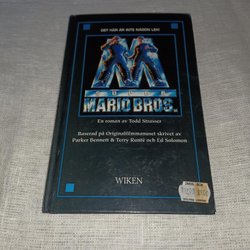 DET HÄR ÄR INTE NÅGON LEK!
SUPER
MARIO BROS.
En roman av Todd Strasser
Baserad på Originalfilmmanuset skrivet av
Parker Bennett & Terry Runté och Ed Solomon
WIKEN